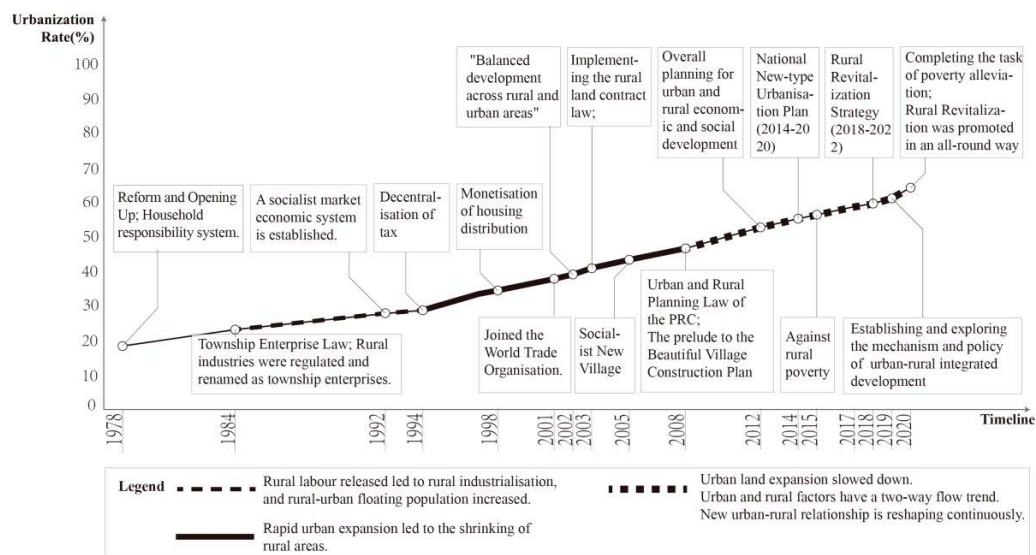 Urbanization
Rate(%)
100
90
80
70
60
50
40
30
20
10
0
Reform and Opening
Up; Household
responsibility system.
A socialist market
economic system
is established.
Decentral-
isation of
tax
Monetisation
of housing
distribution
"Balanced
development
across rural and
urban areas"
Implement-
ing the rural
land contract
law;
Overall
planning for
urban and
rural econom-
ic and social
development
National
New-type
Urbanisation
Plan
(2014-20
20)
Rural
Revital-
ization
Strategy
(2018-202
2)
Completing the task
of poverty allevia-
tion;
Rural Revitaliza-
tion was promoted
in an all-round way
Township Enterprise Law; Rural
industries were regulated and
renamed as township enterprises.
Joined the
World Trade
Organisation.
Social-
ist New
Village
Urban and Rural
Planning Law of
the PRC;
The prelude to the
Beautiful Village
Construction Plan
Against
rural
poverty
Establishing and exploring
the mechanism and policy
of urban-rural integrated
development
1978
1984
1992
1994
1998
2001
2002
2003
2005
2008
2012
2014
2015
2017
2018
2019
2020
Timeline
Legend
Rural labour released led to rural industrialisation,
and rural-urban floating population increased.
Rapid urban expansion led to the shrinking of
rural areas.
Urban land expansion slowed down.
Urban and rural factors have a two-way flow trend.
New urban-rural relationship is reshaping continuously.